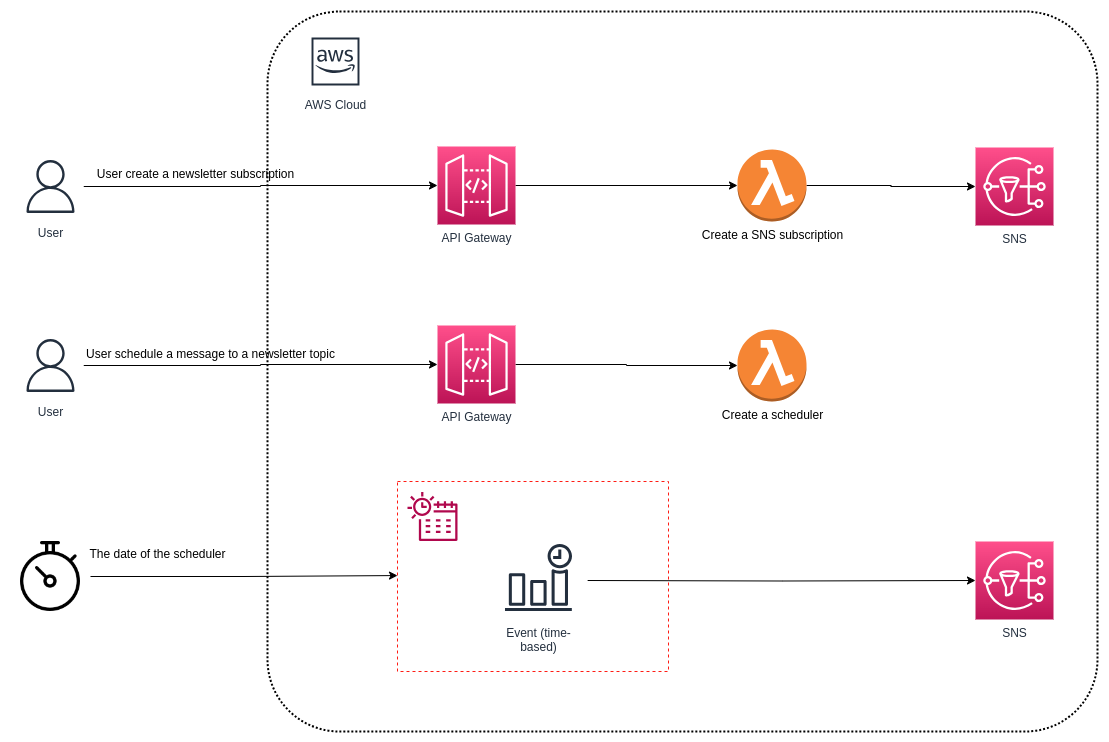 aws
AWS Cloud
User create a newsletter subscription
User
API Gateway
Create a SNS subscription
SNS
User schedule a message to a newsletter topic
User
API Gateway
Create a scheduler
The date of the scheduler
Event (time-
based)
SNS